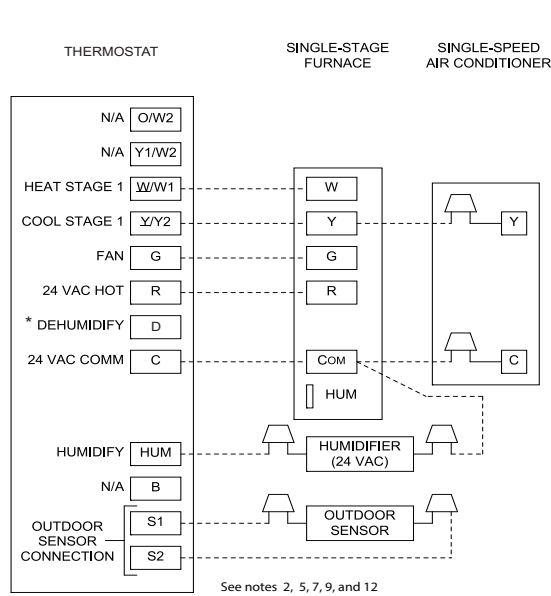 THERMOSTAT
SINGLE-STAGE
FURNACE
SINGLE-SPEED
AIR CONDITIONER
N/A O/W2
N/A Y1/W2
HEAT STAGE 1 W/W1
W
COOL STAGE 1 Y/Y2
Y
Y
FAN G
G
24 VAC HOT R
R
* DEHUMIDIFY D
24 VAC COMM C
COM
C
HUM
HUMIDIFY HUM
HUMIDIFIER
(24 VAC)
N/A B
OUTDOOR
SENSOR
CONNECTION
S1
S2
OUTDOOR
SENSOR
See notes 2, 5, 7, 9, and 12